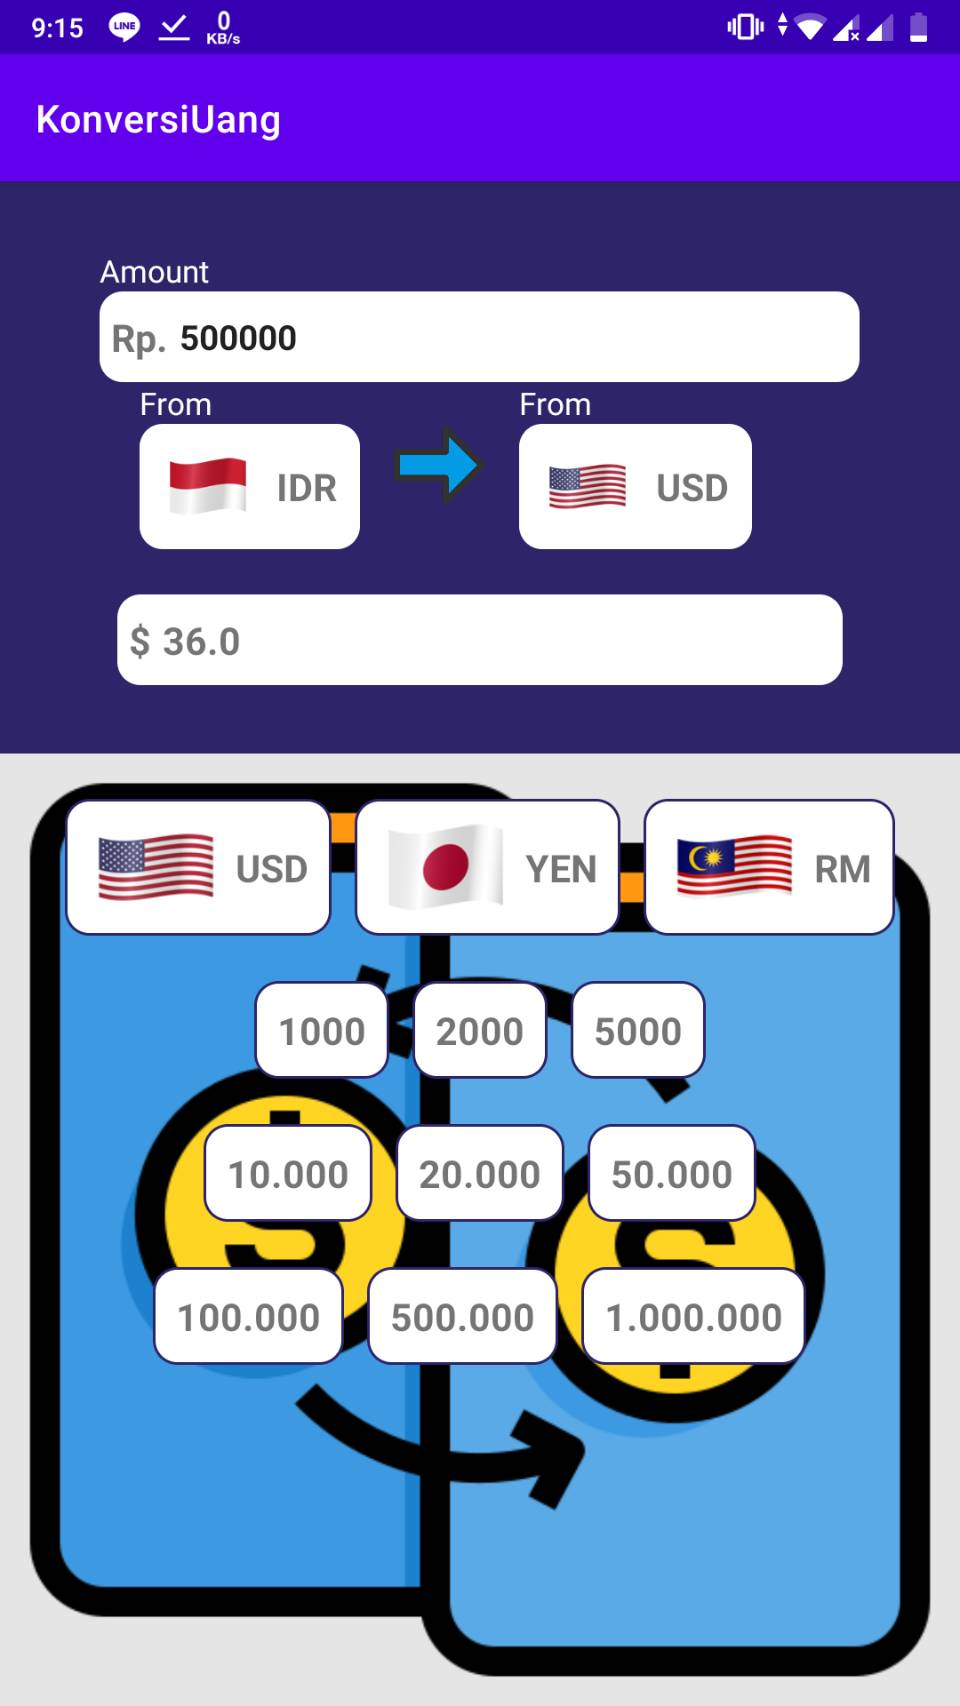 9:15 LINE 0 KB/s
KonversiUang
Amount
Rp. 500000
From From
IDR USD
$ 36.0
USD YEN RM
1000 2000 5000
10.000 20.000 50.000
100.000 500.000 1.000.000